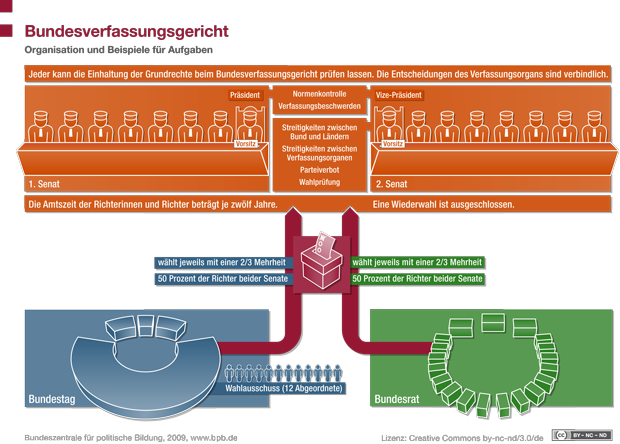 Bundesverfassungsgericht
Organisation und Beispiele für Aufgaben
Jeder kann die Einhaltung der Grundrechte beim Bundesverfassungsgericht prüfen lassen. Die Entscheidungen des Verfassungsorgans sind verbindlich.
Präsident
Normenkontrolle
Verfassungsbeschwerden
Vize-Präsident
Streitigkeiten zwischen
Bund und Ländern
Streitigkeiten zwischen
Verfassungsorganen
Parteiverbot
Wahlprüfung
Vorsitz
Vorsitz
1. Senat
2. Senat
Die Amtszeit der Richterinnen und Richter beträgt je zwölf Jahre.
Eine Wiederwahl ist ausgeschlossen.
wählt jeweils mit einer 2/3 Mehrheit
wählt jeweils mit einer 2/3 Mehrheit
50 Prozent der Richter beider Senate
50 Prozent der Richter beider Senate
Wahlausschuss (12 Abgeordnete)
Bundestag
Bundesrat
Bundeszentrale für politische Bildung, 2009, www.bpb.de
Lizenz: Creative Commons by-nc-nd/3.0/de
cc BY - NC - ND